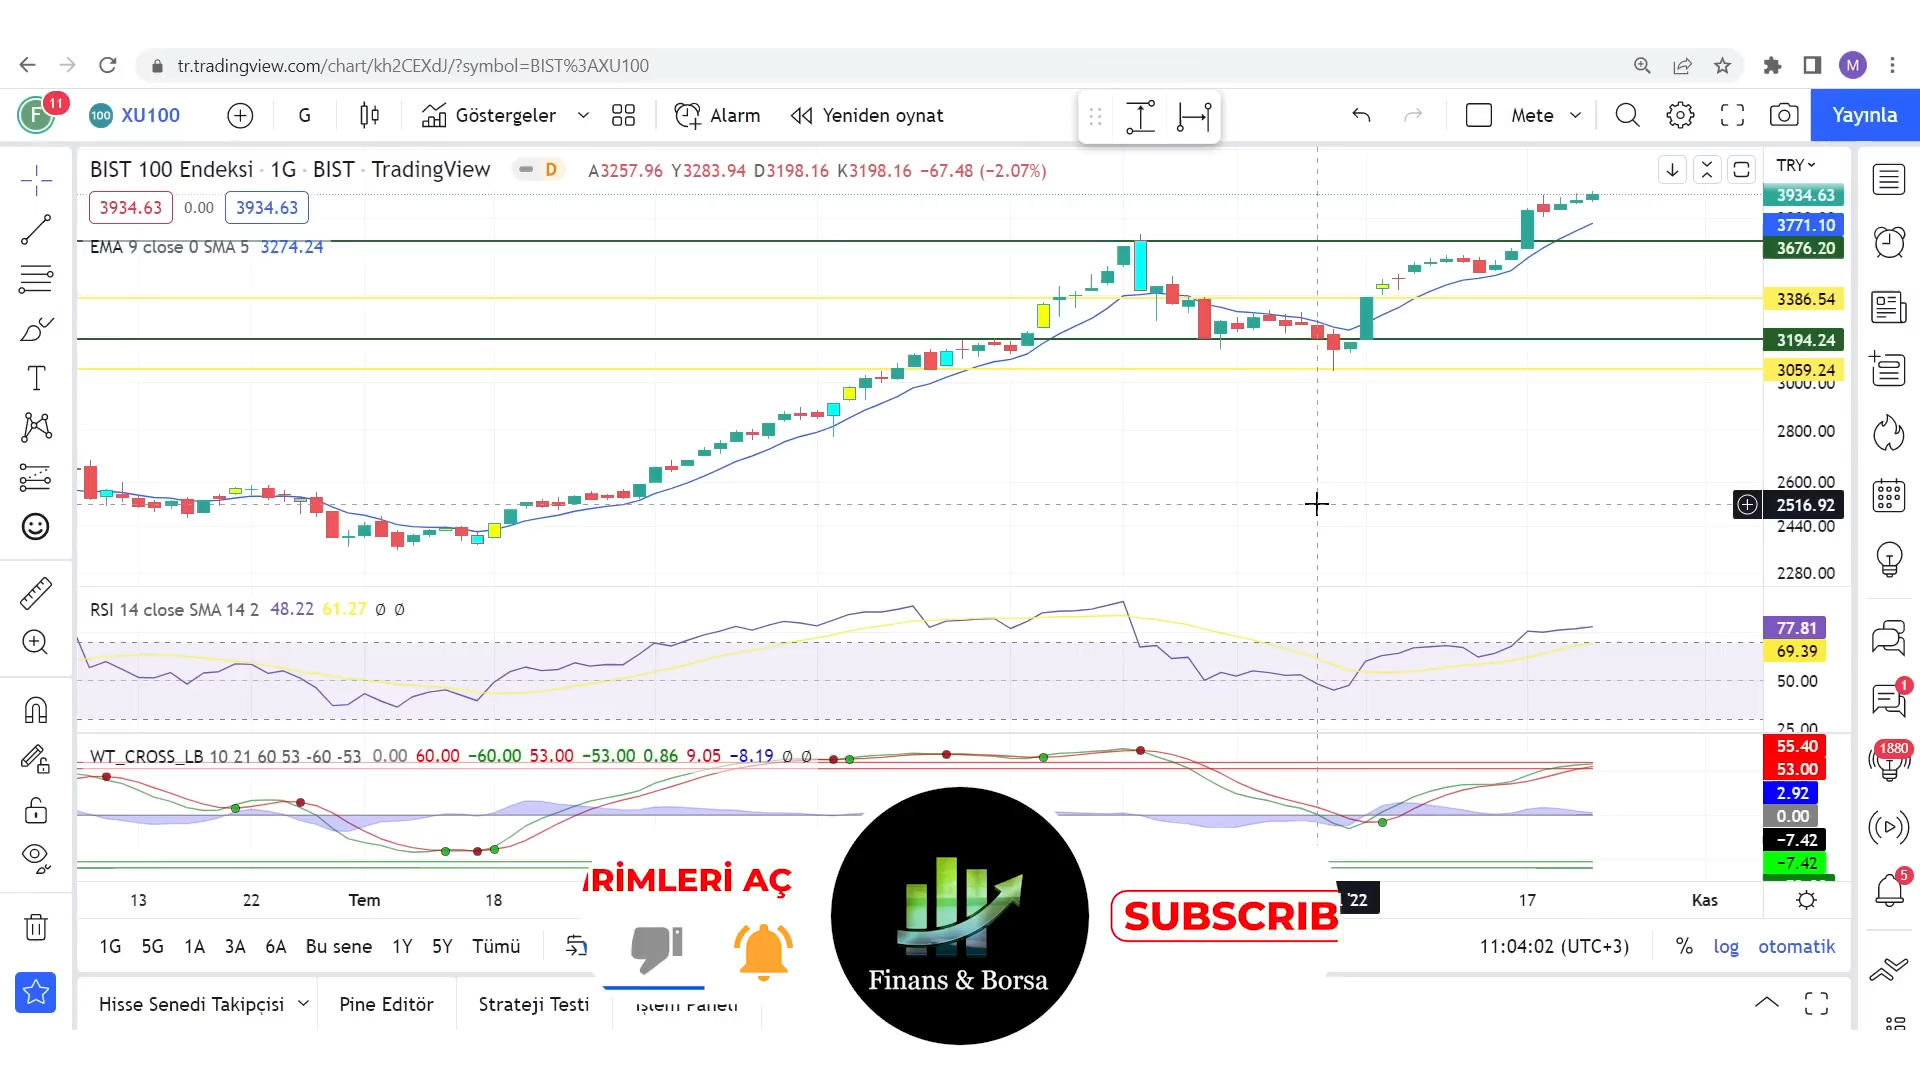 tr.tradingview.com/chart/kh2CEXdJ/?symbol=BIST%3AXU100
M
F 11
100 XU100 G Göstergeler Alarm Yeniden oynat Mete Yayınla
BIST 100 Endeksi · 1G · BIST · TradingView D A3257.96 Y3283.94 D3198.16 K3198.16 −67.48 (−2.07%)
TRY
3934.63 0.00 3934.63
EMA 9 close 0 SMA 5 3274.24
3934.63
3771.10
3676.20
3386.54
3194.24
3059.24
3000.00
2800.00
2600.00
2516.92
2440.00
2280.00
RSI 14 close SMA 14 2 48.22 61.27 ∅ ∅
77.81
69.39
50.00
25.00
WT_CROSS_LB 10 21 60 53 -60 -53 0.00 60.00 −60.00 53.00 −53.00 0.86 9.05 −8.19 ∅ ∅
55.40
53.00
2.92
0.00
−7.42
−7.42
1
1880
5
13 22 Tem 18 '22 17 Kas
İRİMLERİ AÇ
SUBSCRIB
Finans & Borsa
1G 5G 1A 3A 6A Bu sene 1Y 5Y Tümü
11:04:02 (UTC+3) % log otomatik
Hisse Senedi Takipçisi Pine Editör Strateji Testi İşlem Paneli